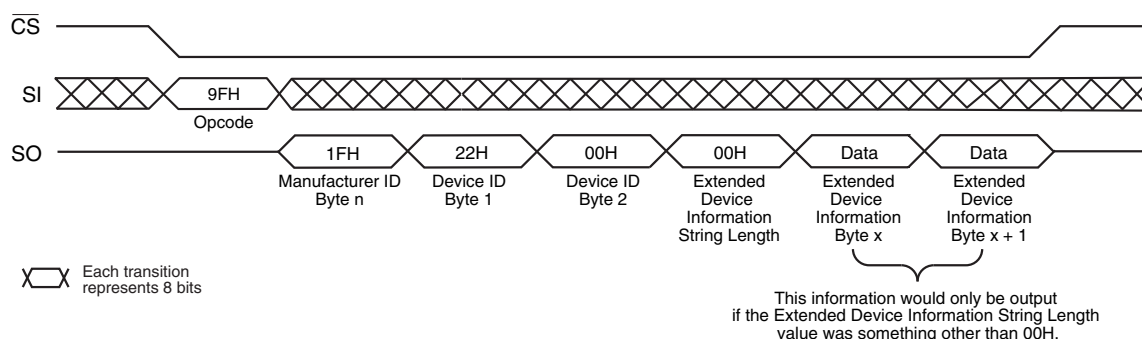 CS
SI
9FH
Opcode
SO
1FH
22H
00H
00H
Data
Data
Manufacturer ID
Byte n
Device ID
Byte 1
Device ID
Byte 2
Extended
Device
Information
String Length
Extended
Device
Information
Byte x
Extended
Device
Information
Byte x + 1
Each transition
represents 8 bits
This information would only be output
if the Extended Device Information String Length
value was something other than 00H.